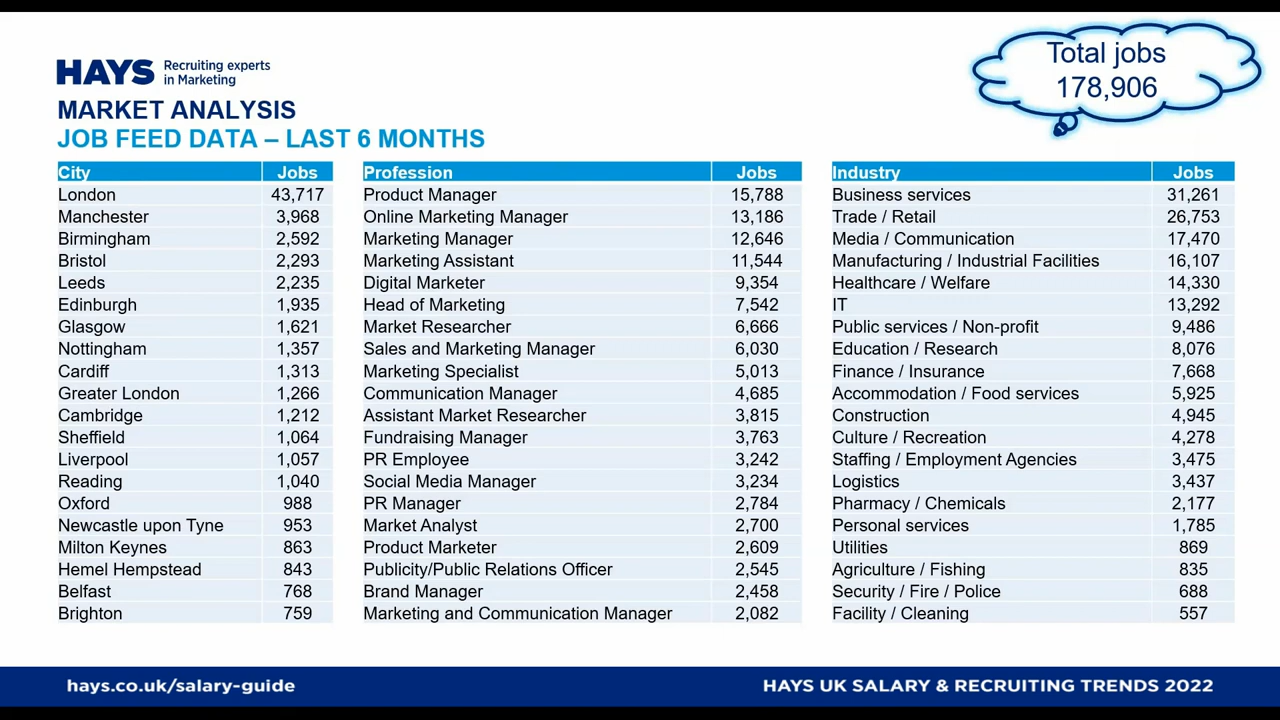 Total jobs
178,906
HAYS Recruiting experts
in Marketing
MARKET ANALYSIS
JOB FEED DATA – LAST 6 MONTHS
City Jobs
London 43,717
Manchester 3,968
Birmingham 2,592
Bristol 2,293
Leeds 2,235
Edinburgh 1,935
Glasgow 1,621
Nottingham 1,357
Cardiff 1,313
Greater London 1,266
Cambridge 1,212
Sheffield 1,064
Liverpool 1,057
Reading 1,040
Oxford 988
Newcastle upon Tyne 953
Milton Keynes 863
Hemel Hempstead 843
Belfast 768
Brighton 759
Profession Jobs
Product Manager 15,788
Online Marketing Manager 13,186
Marketing Manager 12,646
Marketing Assistant 11,544
Digital Marketer 9,354
Head of Marketing 7,542
Market Researcher 6,666
Sales and Marketing Manager 6,030
Marketing Specialist 5,013
Communication Manager 4,685
Assistant Market Researcher 3,815
Fundraising Manager 3,763
PR Employee 3,242
Social Media Manager 3,234
PR Manager 2,784
Market Analyst 2,700
Product Marketer 2,609
Publicity/Public Relations Officer 2,545
Brand Manager 2,458
Marketing and Communication Manager 2,082
Industry Jobs
Business services 31,261
Trade / Retail 26,753
Media / Communication 17,470
Manufacturing / Industrial Facilities 16,107
Healthcare / Welfare 14,330
IT 13,292
Public services / Non-profit 9,486
Education / Research 8,076
Finance / Insurance 7,668
Accommodation / Food services 5,925
Construction 4,945
Culture / Recreation 4,278
Staffing / Employment Agencies 3,475
Logistics 3,437
Pharmacy / Chemicals 2,177
Personal services 1,785
Utilities 869
Agriculture / Fishing 835
Security / Fire / Police 688
Facility / Cleaning 557
hays.co.uk/salary-guide
HAYS UK SALARY & RECRUITING TRENDS 2022